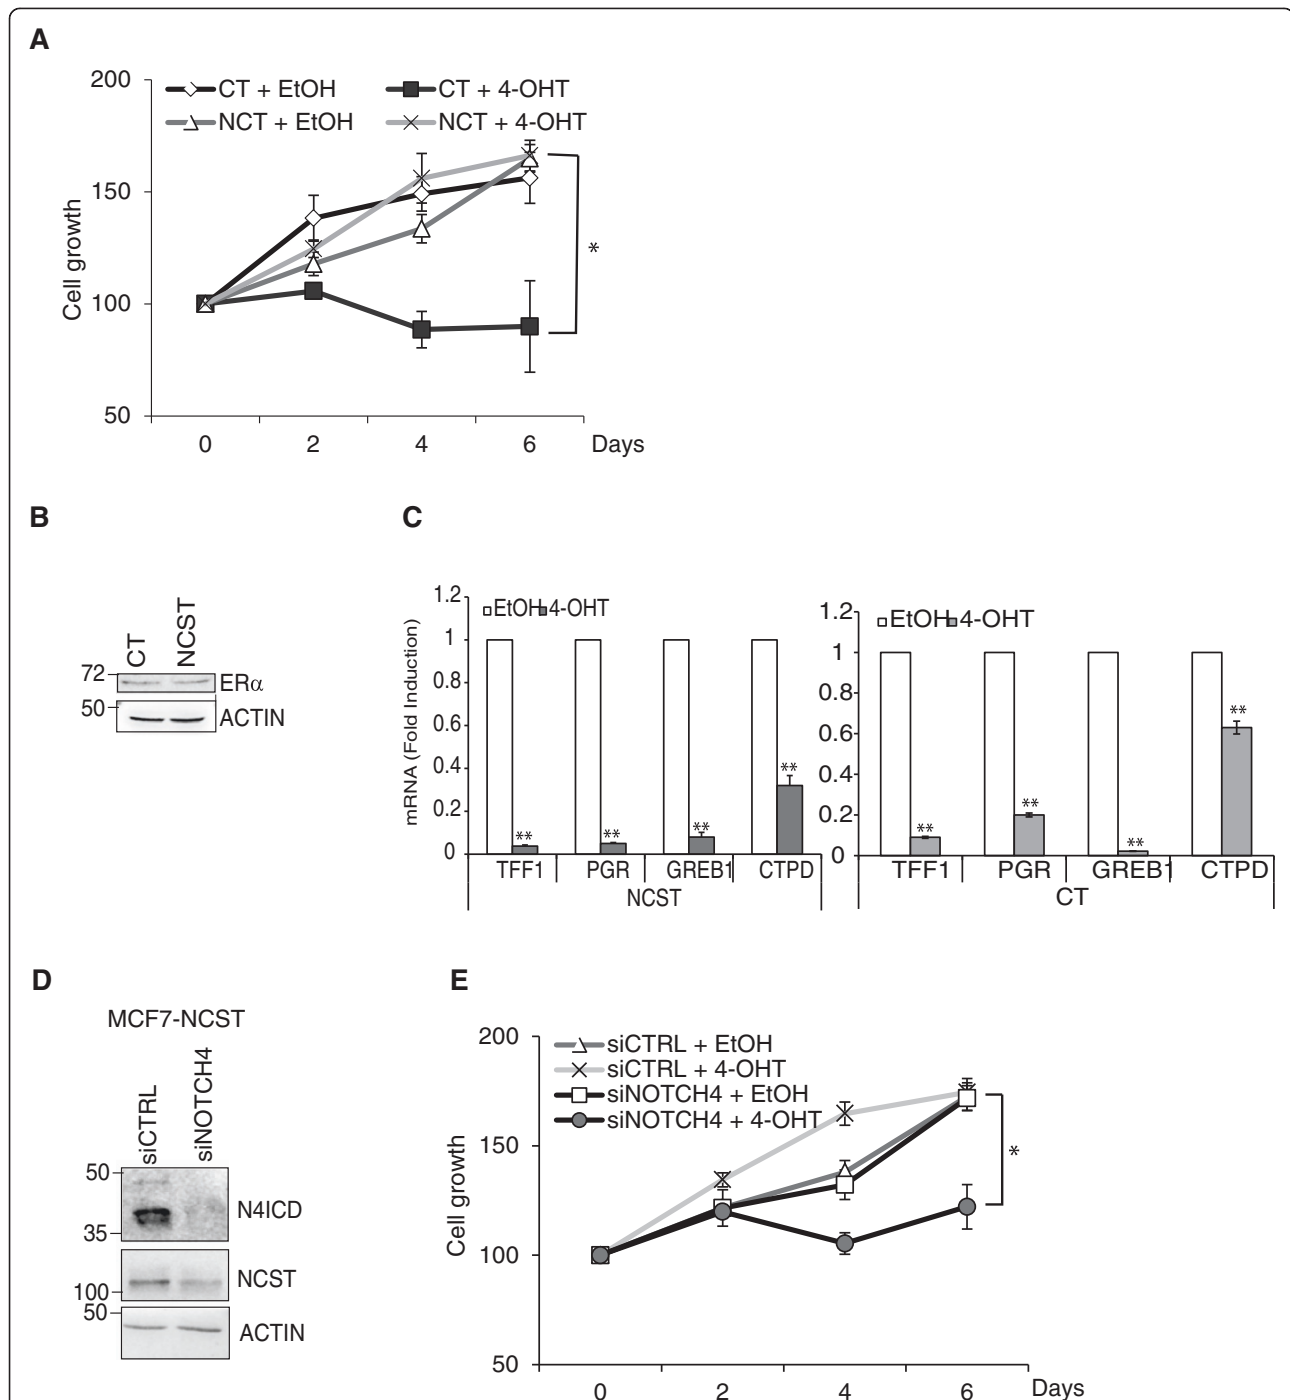 A
200
150
100
50
Cell growth
CT + EtOH
CT + 4-OHT
NCT + EtOH
NCT + 4-OHT
*
0 2 4 6 Days
B
CT NCST
72 ERα
50 ACTIN
C
mRNA (Fold Induction)
1.2
1
0.8
0.6
0.4
0.2
0
EtOH 4-OHT
** ** ** **
TFF1 PGR GREB1 CTPD
NCST
1.2
1
0.8
0.6
0.4
0.2
0
EtOH 4-OHT
** ** ** **
TFF1 PGR GREB1 CTPD
CT
D
MCF7-NCST
siCTRL siNOTCH4
50
N4ICD
35
NCST
100
50
ACTIN
E
200
150
100
50
Cell growth
siCTRL + EtOH
siCTRL + 4-OHT
siNOTCH4 + EtOH
siNOTCH4 + 4-OHT
*
0 2 4 6 Days